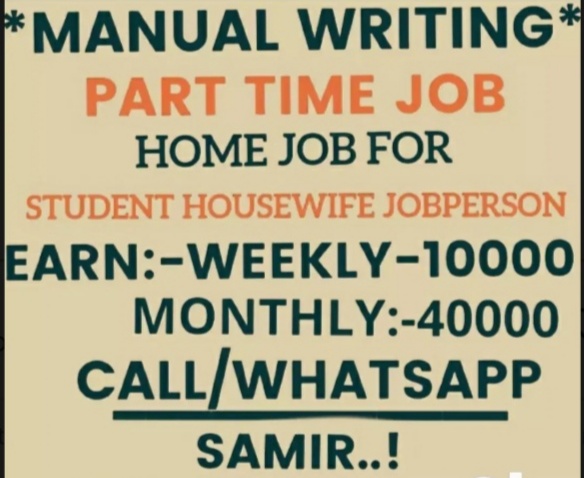 *MANUAL WRITING*
PART TIME JOB
HOME JOB FOR
STUDENT HOUSEWIFE JOBPERSON
EARN:-WEEKLY-10000
MONTHLY:-40000
CALL/WHATSAPP
SAMIR..!